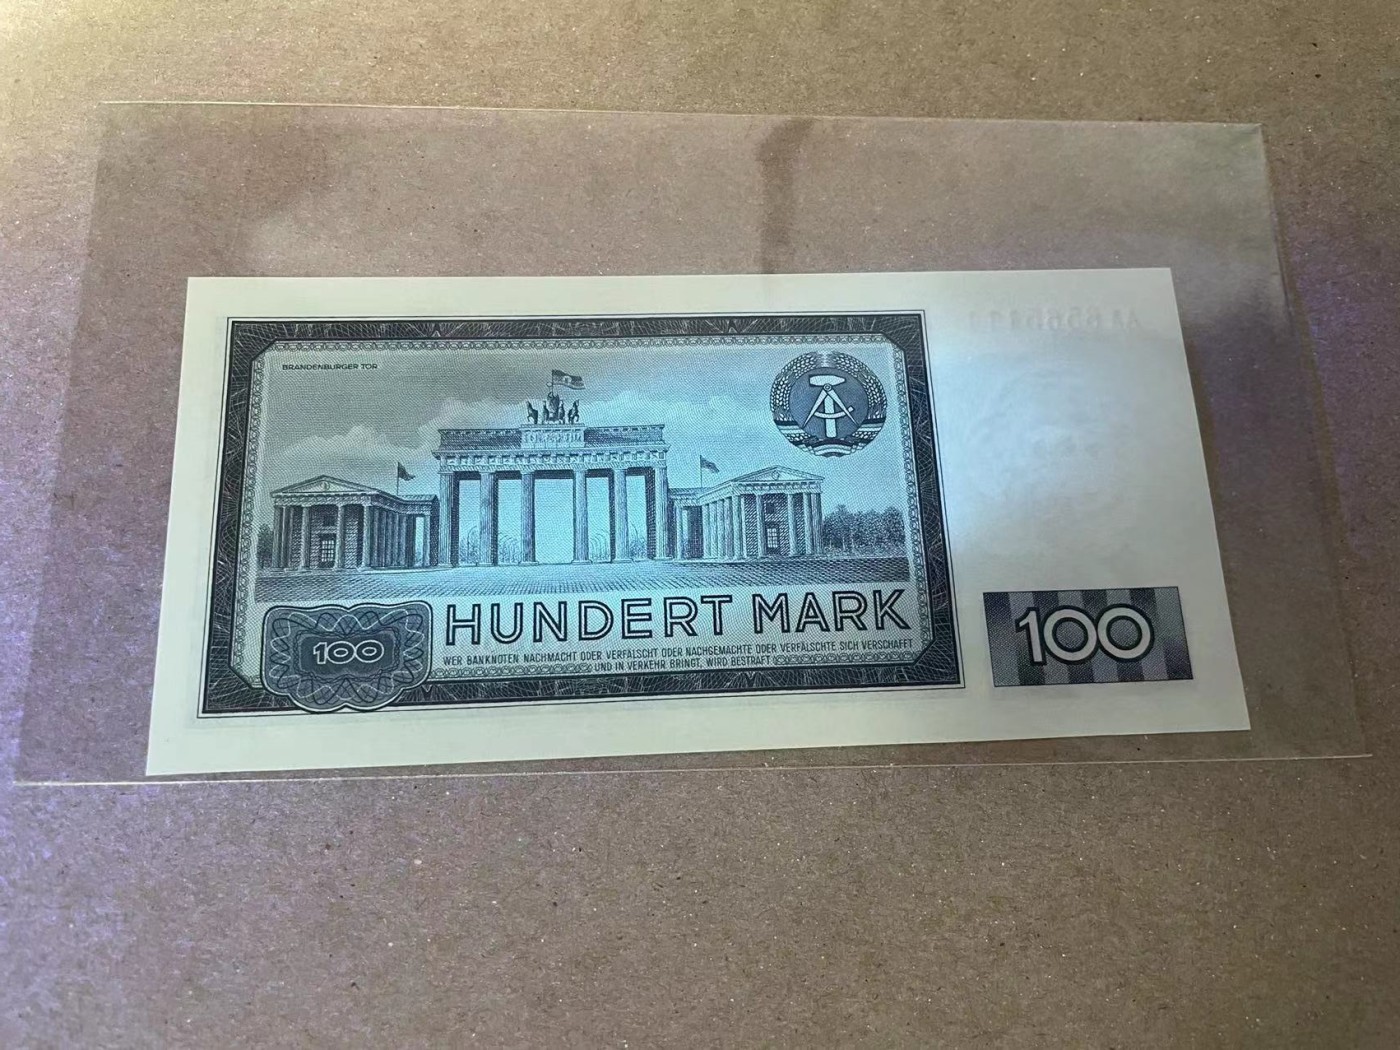 BRANDENBURGER TOR
HUNDERT MARK
100
WER BANKNOTEN NACHMACHT ODER VERFÄLSCHT ODER NACHGEMACHTE ODER VERFÄLSCHTE SICH VERSCHAFFT
UND IN VERKEHR BRINGT, WIRD BESTRAFT
100